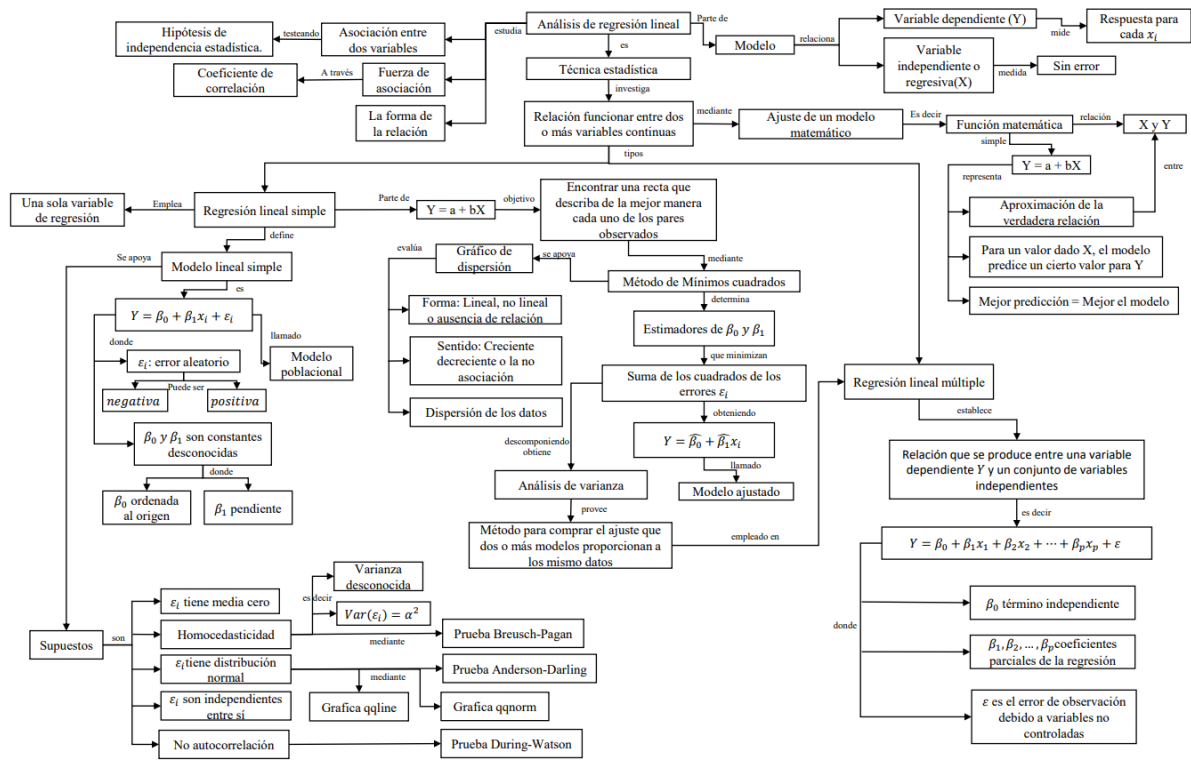 Análisis de regresión lineal
Parte de
Modelo
relaciona
Variable dependiente (Y)
mide
Respuesta para
cada 𝑥𝑖
Variable
independiente o
regresiva(X)
medida
Sin error
estudia
Asociación entre
dos variables
testeando
Hipótesis de
independencia estadística.
Fuerza de
asociación
A través
Coeficiente de
correlación
La forma de
la relación
es
Técnica estadística
investiga
Relación funcionar entre dos
o más variables continuas
mediante
Ajuste de un modelo
matemático
Es decir
Función matemática
relación
X y Y
simple
Y = a + bX
representa
entre
Aproximación de la
verdadera relación
Para un valor dado X, el modelo
predice un cierto valor para Y
Mejor predicción = Mejor el modelo
tipos
Regresión lineal simple
Emplea
Una sola variable
de regresión
Parte de
Y = a + bX
objetivo
Encontrar una recta que
describa de la mejor manera
cada uno de los pares
observados
mediante
Método de Mínimos cuadrados
se apoya
Gráfico de
dispersión
evalúa
Forma: Lineal, no lineal
o ausencia de relación
Sentido: Creciente
decreciente o la no
asociación
Dispersión de los datos
determina
Estimadores de β₀ y β₁
que minimizan
Suma de los cuadrados de los
errores εᵢ
obteniendo
Y = β̂₀ + β̂₁xᵢ
llamado
Modelo ajustado
descomponiendo
obtiene
Análisis de varianza
provee
Método para comprar el ajuste que
dos o más modelos proporcionan a
los mismo datos
empleado en
define
Modelo lineal simple
Se apoya
es
Y = β₀ + β₁xᵢ + εᵢ
llamado
Modelo
poblacional
donde
εᵢ: error aleatorio
Puede ser
negativa
positiva
β₀ y β₁ son constantes
desconocidas
donde
β₀ ordenada
al origen
β₁ pendiente
Supuestos
son
εᵢ tiene media cero
Homocedasticidad
es decir
Varianza
desconocida
Var(εᵢ) = α²
mediante
Prueba Breusch-Pagan
εᵢtiene distribución
normal
mediante
Prueba Anderson-Darling
Grafica qqline
Grafica qqnorm
εᵢ son independientes
entre sí
No autocorrelación
Prueba During-Watson
Regresión lineal múltiple
establece
Relación que se produce entre una variable
dependiente Y y un conjunto de variables
independientes
es decir
Y = β₀ + β₁x₁ + β₂x₂ + ⋯ + βₚxₚ + ε
donde
β₀ término independiente
β₁, β₂, … , βₚcoeficientes
parciales de la regresión
ε es el error de observación
debido a variables no
controladas